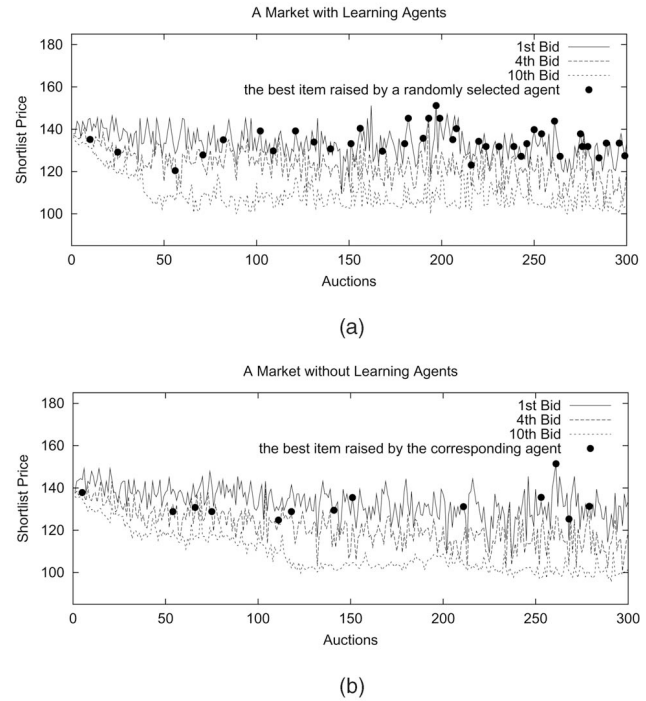 A Market with Learning Agents
180
160
140
120
100
Shortlist Price
1st Bid
4th Bid
10th Bid
the best item raised by a randomly selected agent
0 50 100 150 200 250 300
Auctions
(a)
A Market without Learning Agents
180
160
140
120
100
Shortlist Price
1st Bid
4th Bid
10th Bid
the best item raised by the corresponding agent
0 50 100 150 200 250 300
Auctions
(b)